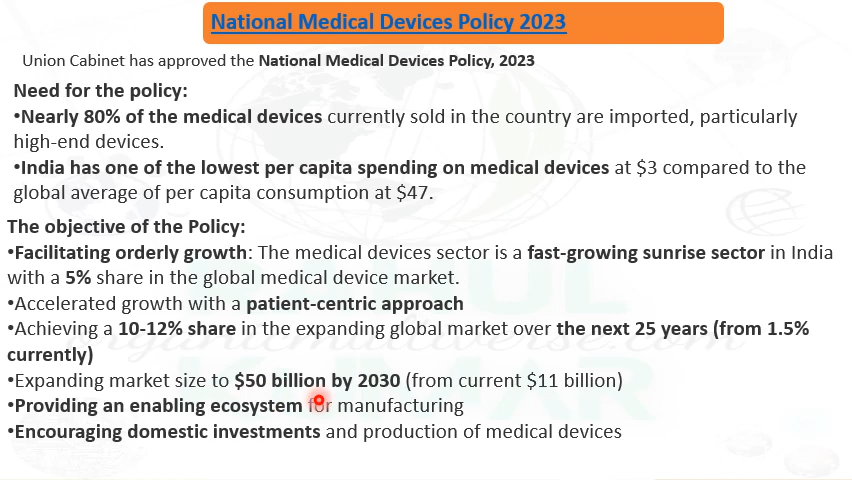 National Medical Devices Policy 2023
Union Cabinet has approved the National Medical Devices Policy, 2023
Need for the policy:
•Nearly 80% of the medical devices currently sold in the country are imported, particularly
high-end devices.
•India has one of the lowest per capita spending on medical devices at $3 compared to the
global average of per capita consumption at $47.
The objective of the Policy:
•Facilitating orderly growth: The medical devices sector is a fast-growing sunrise sector in India
with a 5% share in the global medical device market.
•Accelerated growth with a patient-centric approach
•Achieving a 10-12% share in the expanding global market over the next 25 years (from 1.5%
currently)
•Expanding market size to $50 billion by 2030 (from current $11 billion)
•Providing an enabling ecosystem for manufacturing
•Encouraging domestic investments and production of medical devices